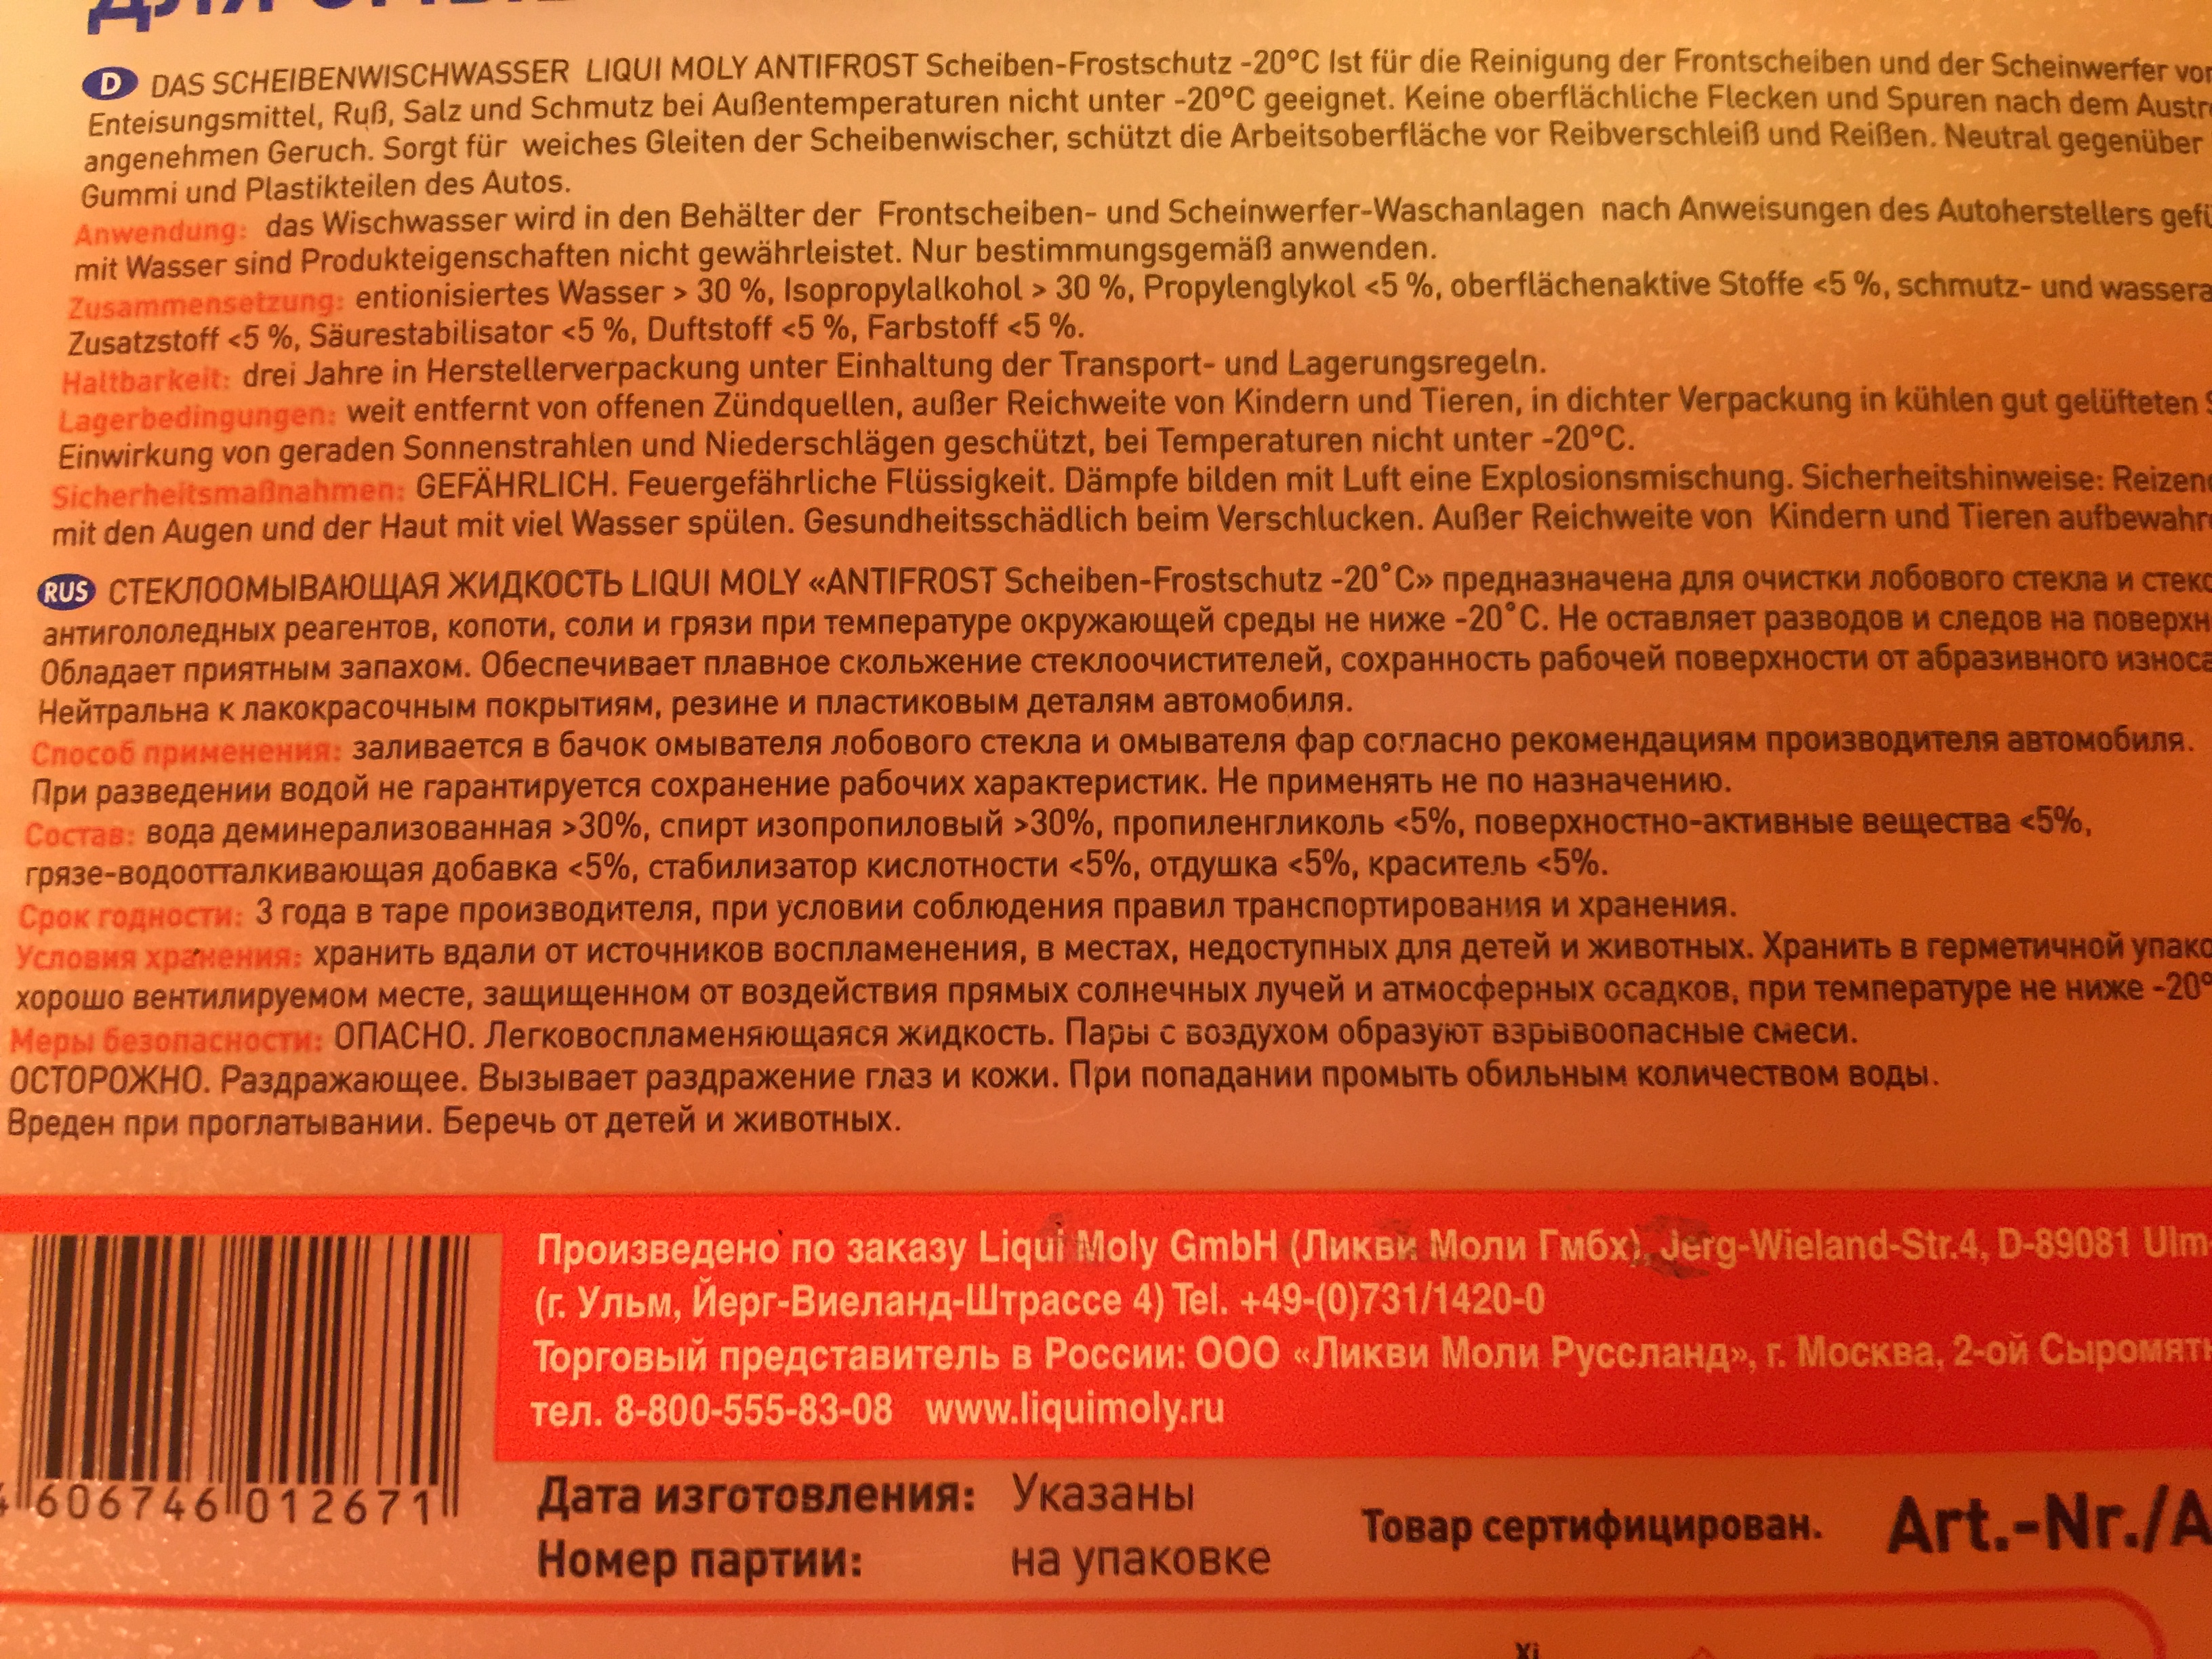 D DAS SCHEIBENWISCHWASSER LIQUI MOLY ANTIFROST Scheiben-Frostschutz -20°C Ist für die Reinigung der Frontscheiben und der Scheinwerfer von
Enteisungsmittel, Ruß, Salz und Schmutz bei Außentemperaturen nicht unter -20°C geeignet. Keine oberflächliche Flecken und Spuren nach dem
angenehmen Geruch. Sorgt für weiches Gleiten der Scheibenwischer, schützt die Arbeitsoberfläche vor Reibverschleiß und Reißen. Neutral gegenüber
Gummi und Plastikteilen des Autos.
Anwendung: das Wischwasser wird in den Behälter der Frontscheiben- und Scheinwerfer-Waschanlagen nach Anweisungen des Autoherstellers
mit Wasser sind Produkteigenschaften nicht gewährleistet. Nur bestimmungsgemäß anwenden.
Zusammensetzung: entionisiertes Wasser > 30 %, Isopropylalkohol > 30 %, Propylenglykol <5 %, oberflächenaktive Stoffe <5 %, schmutz- und
Zusatzstoff <5 %, Säurestabilisator <5 %, Duftstoff <5 %, Farbstoff <5 %.
Haltbarkeit: drei Jahre in Herstellerverpackung unter Einhaltung der Transport- und Lagerungsregeln.
Lagerbedingungen: weit entfernt von offenen Zündquellen, außer Reichweite von Kindern und Tieren, in dichter Verpackung in kühlen gut gelüfteten
Einwirkung von geraden Sonnenstrahlen und Niederschlägen geschützt, bei Temperaturen nicht unter -20°C.
Sicherheitsmaßnahmen: GEFÄHRLICH. Feuergefährliche Flüssigkeit. Dämpfe bilden mit Luft eine Explosionsmischung. Sicherheitshinweise:
mit den Augen und der Haut mit viel Wasser spülen. Gesundheitsschädlich beim Verschlucken. Außer Reichweite von Kindern und Tieren
RUS СТЕКЛООМЫВАЮЩАЯ ЖИДКОСТЬ LIQUI MOLY «ANTIFROST Scheiben-Frostschutz -20°C» предназначена для очистки лобового стекла и
антигололедных реагентов, копоти, соли и грязи при температуре окружающей среды не ниже -20°C. Не оставляет разводов и следов на
Обладает приятным запахом. Обеспечивает плавное скольжение стеклоочистителей, сохранность рабочей поверхности от абразивного износа
Нейтральна к лакокрасочным покрытиям, резине и пластиковым деталям автомобиля.
Способ применения: заливается в бачок омывателя лобового стекла и омывателя фар согласно рекомендациям производителя автомобиля.
При разведении водой не гарантируется сохранение рабочих характеристик. Не применять не по назначению.
Состав: вода деминерализованная >30%, спирт изопропиловый >30%, пропиленгликоль <5%, поверхностно-активные вещества <5%,
грязе-водоотталкивающая добавка <5%, стабилизатор кислотности <5%, отдушка <5%, краситель <5%.
Срок годности: 3 года в таре производителя, при условии соблюдения правил транспортирования и хранения.
Условия хранения: хранить вдали от источников воспламенения, в местах, недоступных для детей и животных. Хранить в герметичной
хорошо вентилируемом месте, защищенном от воздействия прямых солнечных лучей и атмосферных осадков, при температуре не ниже -20°
Меры безопасности: ОПАСНО. Легковоспламеняющаяся жидкость. Пары с воздухом образуют взрывоопасные смеси.
ОСТОРОЖНО. Раздражающее. Вызывает раздражение глаз и кожи. При попадании промыть обильным количеством воды.
Вреден при проглатывании. Беречь от детей и животных.
Произведено по заказу Liqui Moly GmbH (Ликви Моли Гмбх), Jerg-Wieland-Str.4, D-89081 Ulm
(г. Ульм, Йерг-Виеланд-Штрассе 4) Tel. +49-(0)731/1420-0
Торговый представитель в России: ООО «Ликви Моли Руссланд», г. Москва, 2-ой
тел. 8-800-555-83-08 www.liquimoly.ru
4 606746 012671
Дата изготовления: Указаны
Номер партии: на упаковке
Товар сертифицирован.
Art.-Nr./
Xi